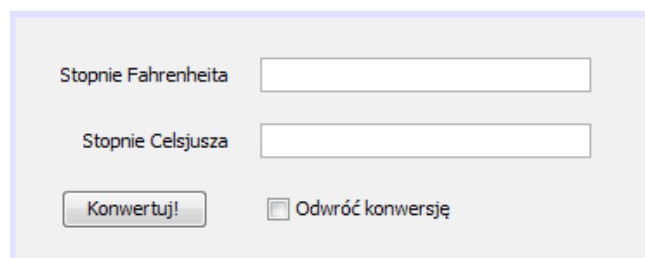 Stopnie Fahrenheita
Stopnie Celsjusza
Konwertuj! Odwróć konwersję